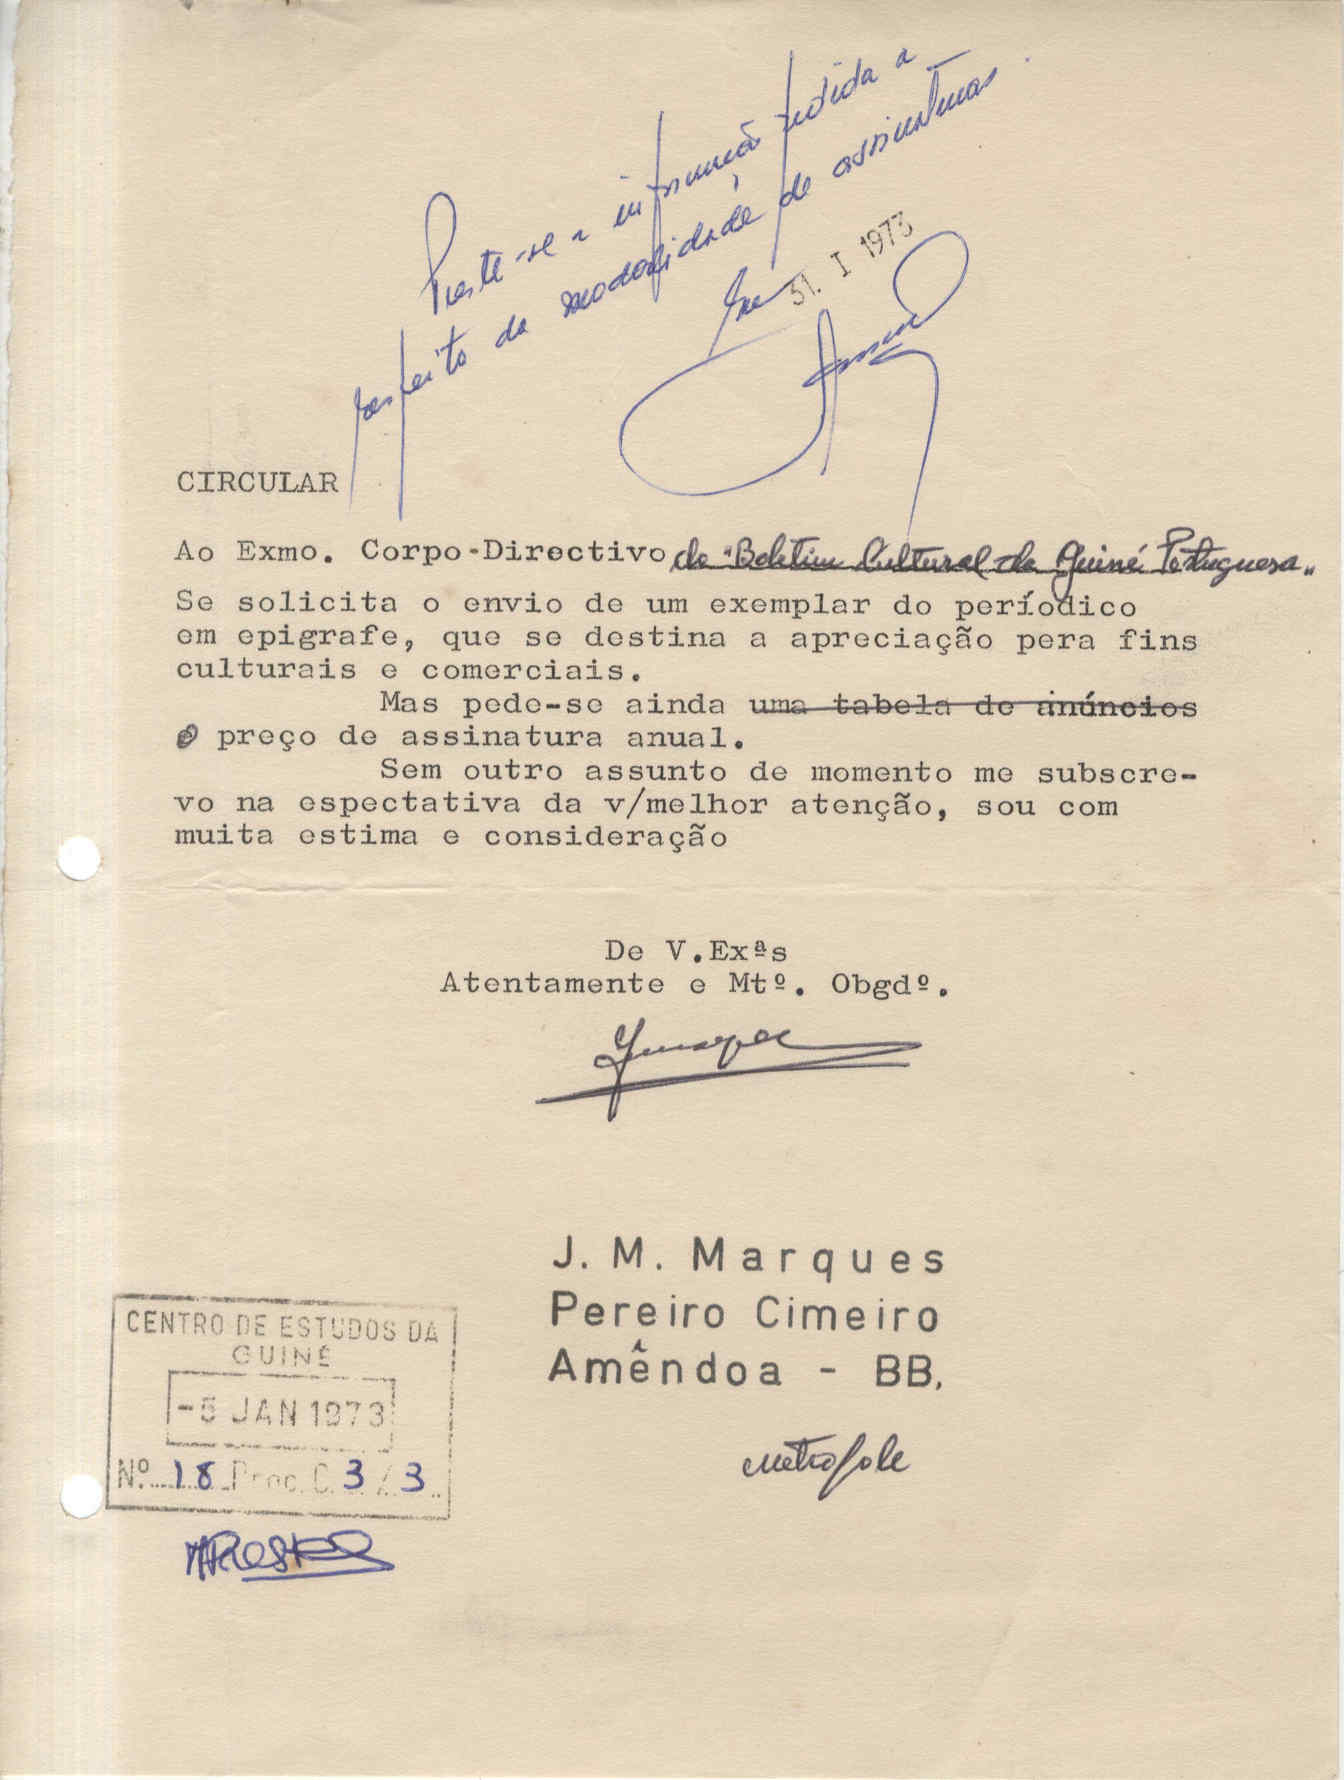 Preste-se a informação pedida a
respeito da modalidade de assinaturas.
Em 31. I 1973
CIRCULAR
Ao Exmo. Corpo-Directivo do "Boletim Cultural da Guiné Portuguesa"
Se solicita o envio de um exemplar do período periódico
em epigrafe, que se destina a apreciação pera fins
culturais e comerciais.
Mas pede-se ainda uma tabela de anúncios
o preço de assinatura anual.
Sem outro assunto de momento me subscre-
vo na espectativa da v/melhor atenção, sou com
muita estima e consideração
De V.Exªs
Atentamente e Mtº. Obgdº.
J. M. Marques
Pereiro Cimeiro
Amêndoa - BB.
Metropole
CENTRO DE ESTUDOS DA
GUINÉ
-5 JAN 1973
Nº. 18 Proc. C. 3 / 3